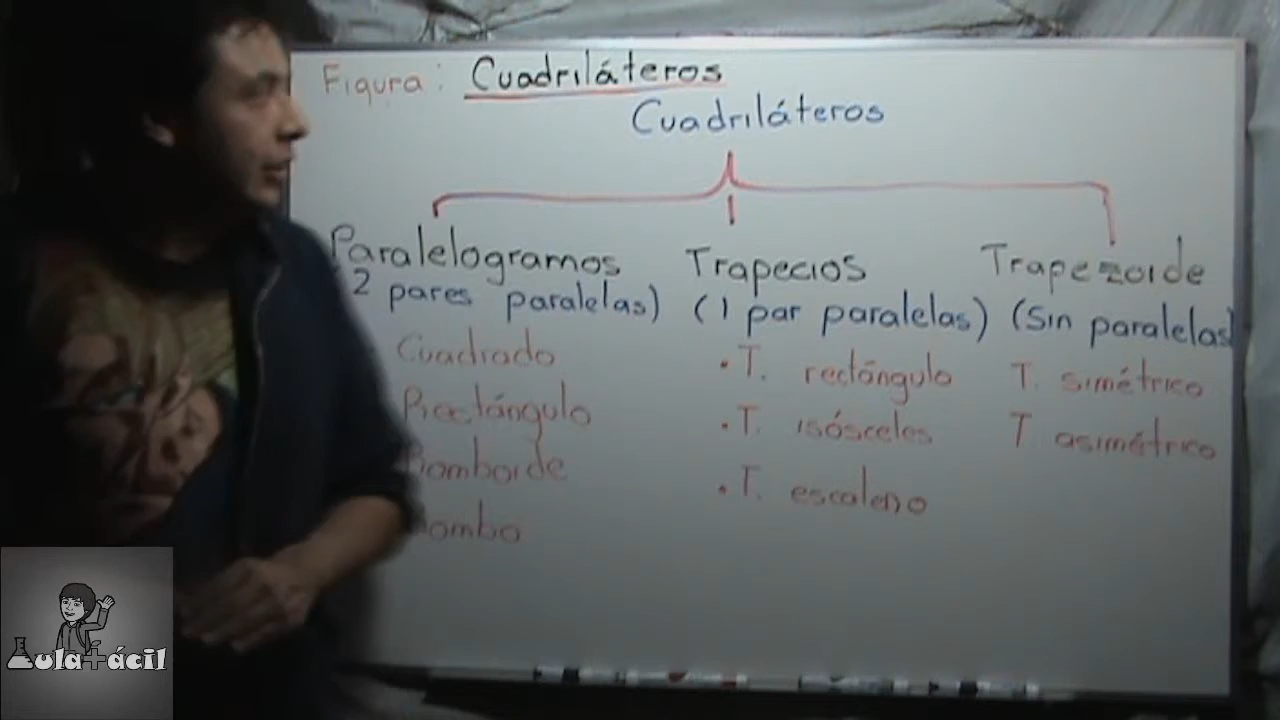 Figura: Cuadriláteros
Cuadriláteros
Paralelogramos
(2 pares paralelas)
Cuadrado
Rectángulo
Romboide
Rombo
Trapecios
(1 par paralelas)
• T. rectángulo
• T. isósceles
• T. escaleno
Trapezoide
(Sin paralelas)
T. simétrico
T asimétrico
Aula+ácil